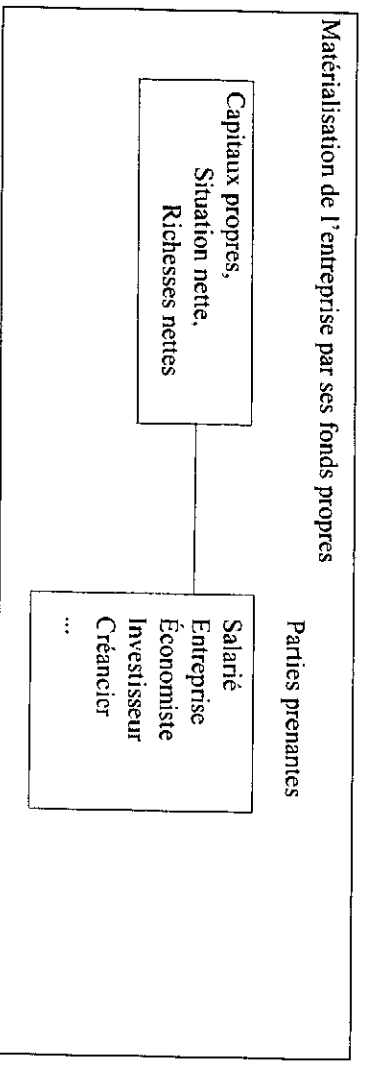 Matérialisation de l'entreprise par ses fonds propres
Capitaux propres,
Situation nette,
Richesses nettes
Parties prenantes
Salarié
Entreprise
Économiste
Investisseur
Créancier
...